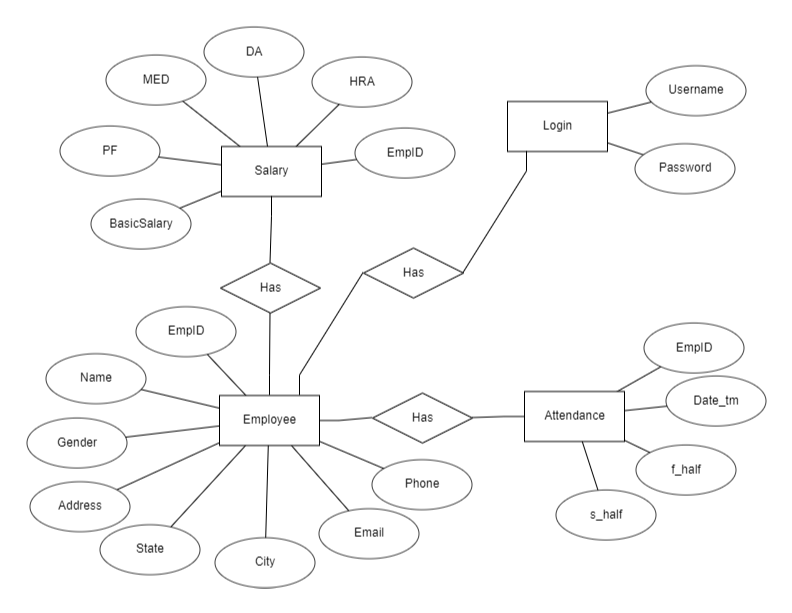 DA
MED
HRA
Username
Login
PF
EmpID
Salary
Password
BasicSalary
Has
Has
EmpID
EmpID
Name
Date_tm
Employee
Has
Attendance
Gender
f_half
Phone
Address
s_half
Email
State
City